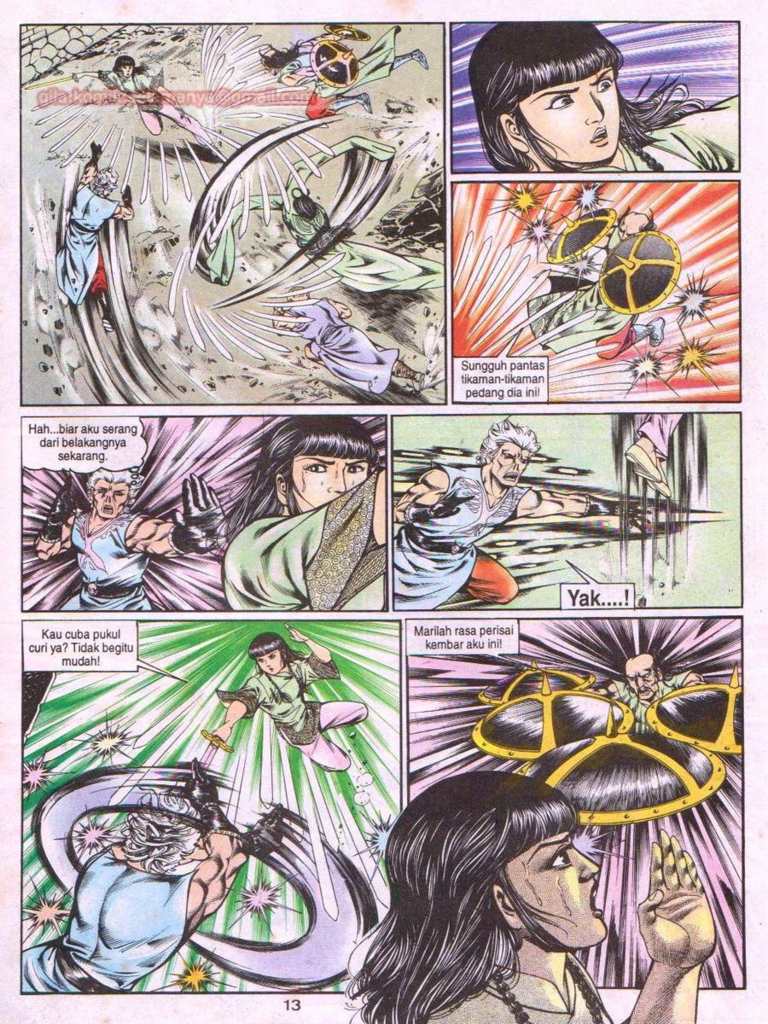 Sungguh pantas
tikaman-tikaman
pedang dia ini!
Hah...biar aku serang
dari belakangnya
sekarang.
Yak....!
Kau cuba pukul
curi ya? Tidak begitu
mudah!
Marilah rasa perisai
kembar aku ini!
13